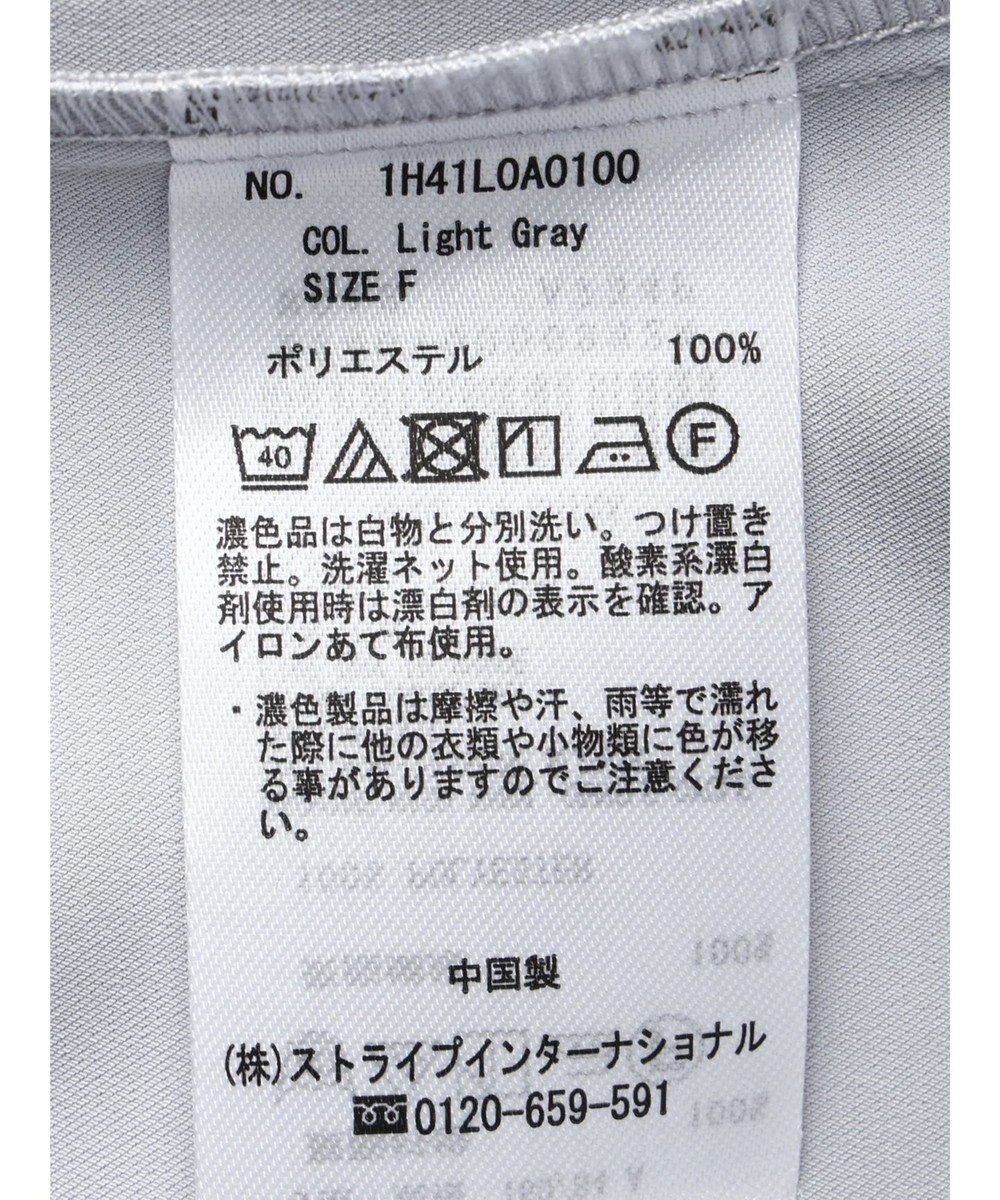 NO. 1H41L0A0100
COL. Light Gray
SIZE F
ポリエステル 100%
40
F
濃色品は白物と分別洗い。つけ置き
禁止。洗濯ネット使用。酸素系漂白
剤使用時は漂白剤の表示を確認。ア
イロンあて布使用。
・濃色製品は摩擦や汗、雨等で濡れ
た際に他の衣類や小物類に色が移
る事がありますのでご注意くださ
い。
中国製
(株)ストライプインターナショナル
0120-659-591